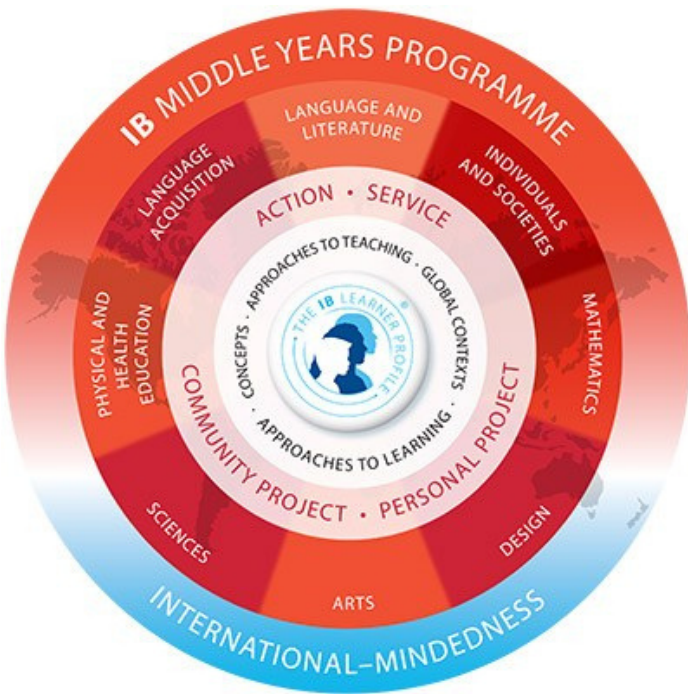 IB MIDDLE YEARS PROGRAMME
LANGUAGE AND
LITERATURE
INDIVIDUALS
AND SOCIETIES
MATHEMATICS
DESIGN
ARTS
SCIENCES
PHYSICAL AND
HEALTH
EDUCATION
LANGUAGE
ACQUISITION
ACTION • SERVICE
COMMUNITY PROJECT • PERSONAL PROJECT
APPROACHES TO TEACHING · GLOBAL CONTEXTS · APPROACHES TO LEARNING · CONCEPTS ·
THE IB LEARNER PROFILE®
INTERNATIONAL–MINDEDNESS